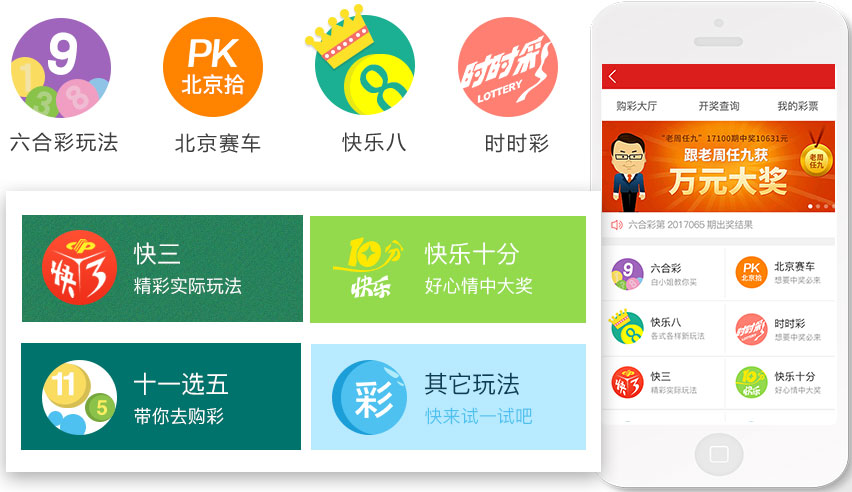 9
1
3
8
六合彩玩法
PK
北京拾
北京赛车
8
快乐八
时时彩
LOTTERY
时时彩
快3
快三
精彩实际玩法
10分
快乐
快乐十分
好心情中大奖
11
5
十一选五
带你去购彩
彩
其它玩法
快来试一试吧
购彩大厅
开奖查询
我的彩票
"老周任九"17100期中奖10631元
跟老周任九获
万元大奖
老周
任九
六合彩第 2017065 期出奖结果
9
六合彩
白小姐教你买
PK
北京拾
北京赛车
想要中奖必来
8
快乐八
各式各样新玩法
时时彩
时时彩
想要中奖必来
快3
快三
精彩实际玩法
10分
快乐
快乐十分
好心情中大奖